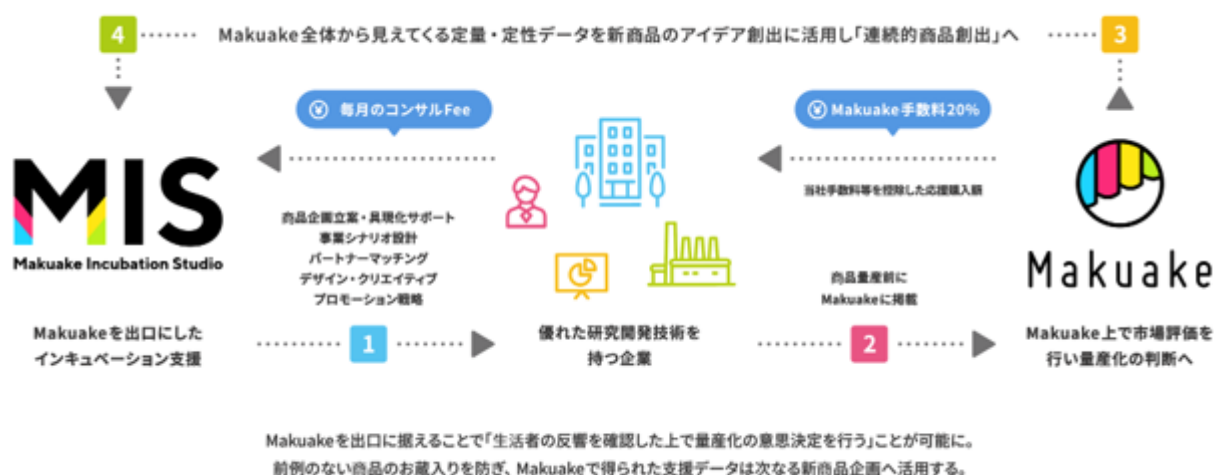 4
Makuake全体から見えてくる定量・定性データを新商品のアイデア創出に活用し「連続的商品創出」へ
3
毎月のコンサルFee
Makuake手数料20%
当社手数料等を控除した応援購入額
MIS
Makuake Incubation Studio
商品企画立案・具現化サポート
事業シナリオ設計
パートナーマッチング
デザイン・クリエイティブ
プロモーション戦略
商品量産前に
Makuakeに掲載
Makuake
Makuakeを出口にした
インキュベーション支援
1
優れた研究開発技術を
持つ企業
2
Makuake上で市場評価を
行い量産化の判断へ
Makuakeを出口に据えることで「生活者の反響を確認した上で量産化の意思決定を行う」ことが可能に。
前例のない商品のお蔵入りを防ぎ、Makuakeで得られた支援データは次なる新商品企画へ活用する。